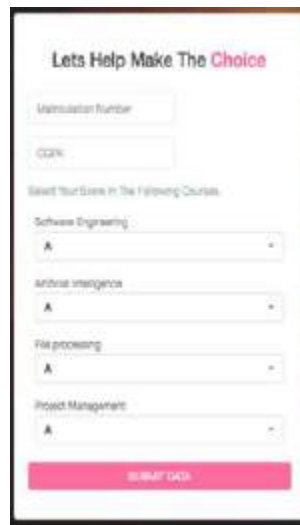 Lets Help Make The Choice
Matriculation Number
CGPA
Select Your Score In The Following Courses.
Software Engineering
A
Artificial Intelligence
A
File processing
A
Project Management
A
SUBMIT DATA